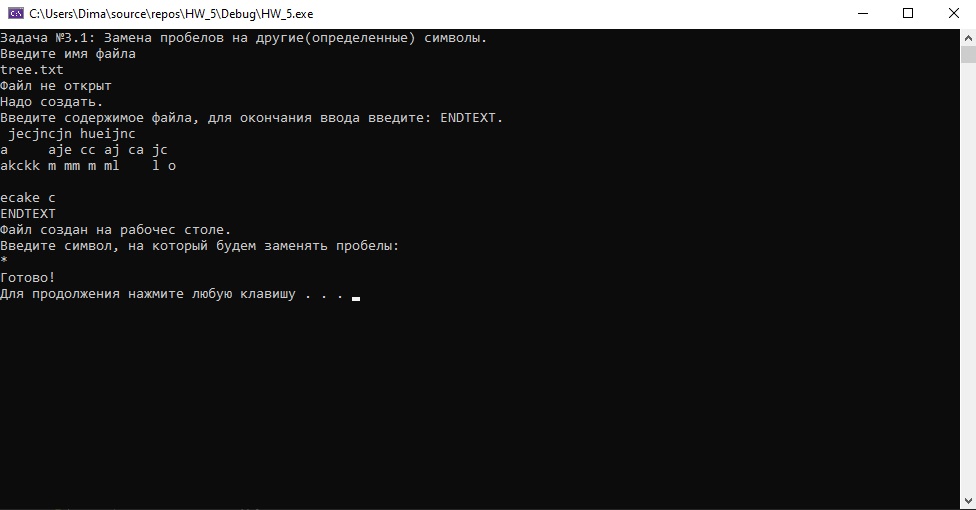 C:\Users\Dima\source\repos\HW_5\Debug\HW_5.exe
Задача №3.1: Замена пробелов на другие(определенные) символы.
Введите имя файла
tree.txt
Файл не открыт
Надо создать.
Введите содержимое файла, для окончания ввода введите: ENDTEXT.
 jecjncjn hueijnc
a     aje cc aj ca jc
akckk m mm m ml    l o

ecake c
ENDTEXT
Файл создан на рабочес столе.
Введите символ, на который будем заменять пробелы:
*
Готово!
Для продолжения нажмите любую клавишу . . .